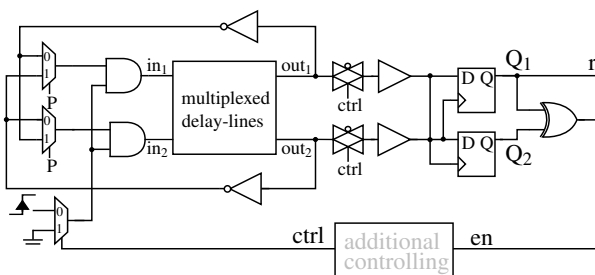 0
1
P
in₁
multiplexed
delay-lines
out₁
ctrl
D Q
Q₁
r
0
1
P
in₂
out₂
ctrl
D Q
Q₂
0
1
ctrl
additional
controlling
en